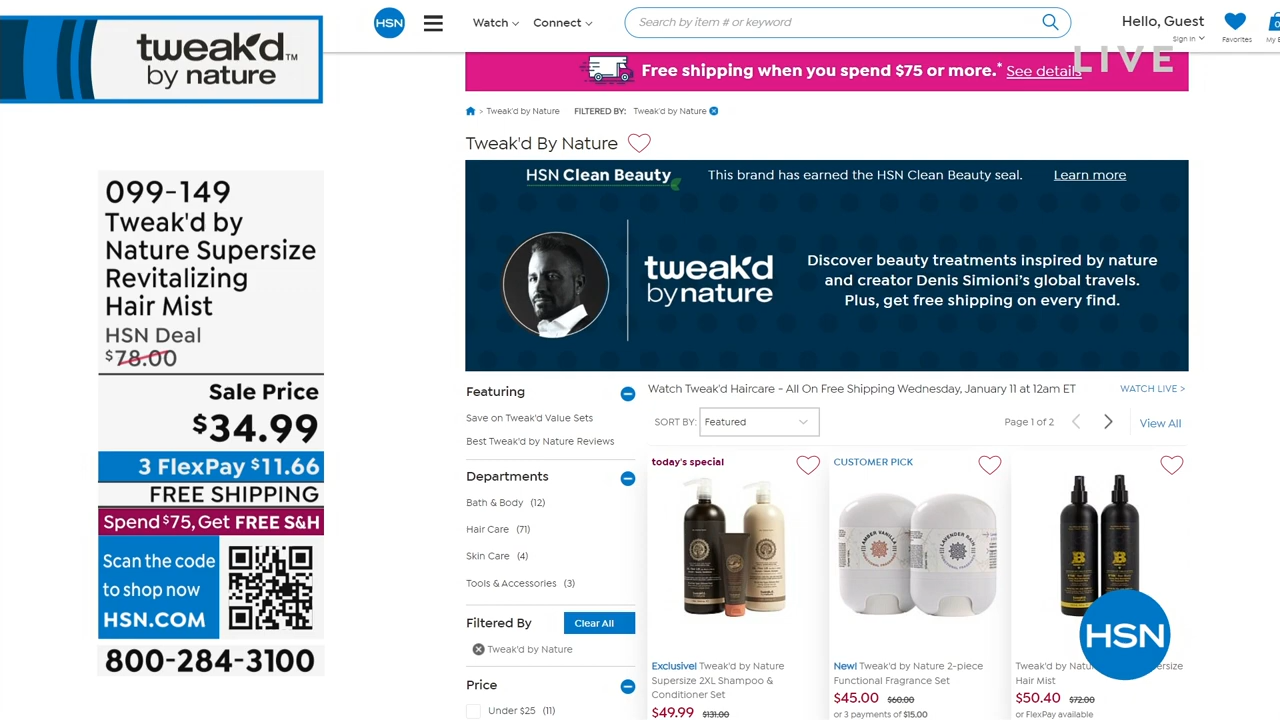 tweak'd™
by nature
099-149
Tweak'd by
Nature Supersize
Revitalizing
Hair Mist
HSN Deal
$78.00
Sale Price
$34.99
3 FlexPay $11.66
FREE SHIPPING
Spend $75, Get FREE S&H
Scan the code
to shop now
HSN.COM
800-284-3100
HSN
Watch
Connect
Search by item # or keyword
Hello, Guest
Sign In
Favorites
My
Free shipping when you spend $75 or more.* See details
LIVE
> Tweak'd by Nature FILTERED BY: Tweak'd by Nature
Tweak'd By Nature
HSN Clean Beauty
This brand has earned the HSN Clean Beauty seal. Learn more
tweak'd
by nature
Discover beauty treatments inspired by nature
and creator Denis Simioni's global travels.
Plus, get free shipping on every find.
Featuring
Save on Tweak'd Value Sets
Best Tweak'd by Nature Reviews
Departments
Bath & Body (12)
Hair Care (71)
Skin Care (4)
Tools & Accessories (3)
Filtered By
Clear All
Tweak'd by Nature
Price
Under $25 (11)
Watch Tweak'd Haircare - All On Free Shipping Wednesday, January 11 at 12am ET
WATCH LIVE >
SORT BY: Featured
Page 1 of 2
View All
today's special
Exclusive! Tweak'd by Nature
Supersize 2XL Shampoo &
Conditioner Set
$49.99 $131.00
CUSTOMER PICK
AMBER VANILLA
LAVENDER RAIN
New! Tweak'd by Nature 2-piece
Functional Fragrance Set
$45.00 $60.00
or 3 payments of $15.00
Tweak'd by
Hair Mist
$50.40 $72.00
or FlexPay available
HSN